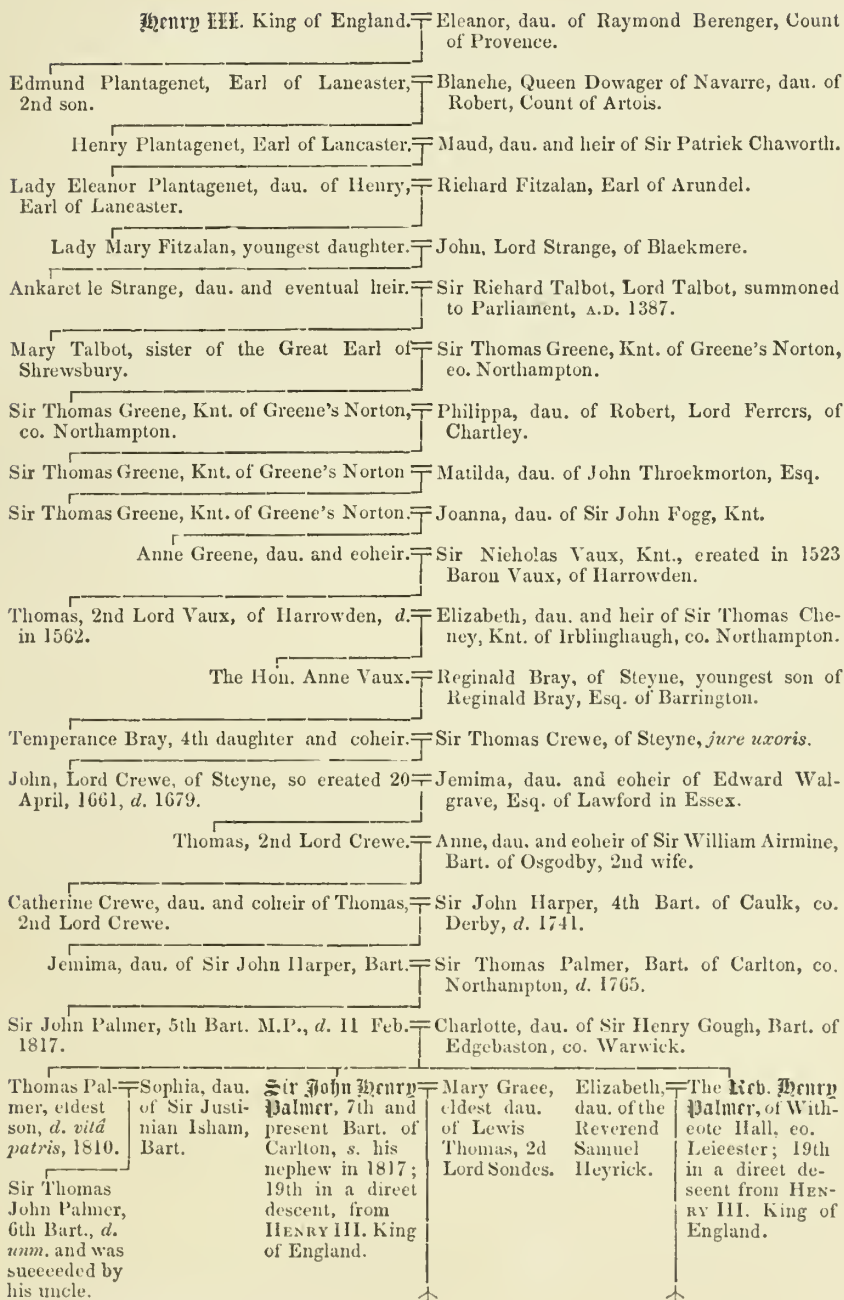 Henry III. King of England. Eleanor, dau. of Raymond Berenger, Count
of Provence.
Edmund Plantagenet, Earl of Lancaster, Blanche, Queen Dowager of Navarre, dau. of
2nd son. Robert, Count of Artois.
Henry Plantagenet, Earl of Lancaster. Maud, dau. and heir of Sir Patrick Chaworth.
Lady Eleanor Plantagenet, dau. of Henry, Richard Fitzalan, Earl of Arundel.
Earl of Lancaster.
Lady Mary Fitzalan, youngest daughter. John, Lord Strange, of Blackmere.
Ankaret le Strange, dau. and eventual heir. Sir Richard Talbot, Lord Talbot, summoned
to Parliament, A.D. 1387.
Mary Talbot, sister of the Great Earl of Sir Thomas Greene, Knt. of Greene's Norton,
Shrewsbury. co. Northampton.
Sir Thomas Greene, Knt. of Greene's Norton, Philippa, dau. of Robert, Lord Ferrers, of
co. Northampton. Chartley.
Sir Thomas Greene, Knt. of Greene's Norton Matilda, dau. of John Throckmorton, Esq.
Sir Thomas Greene, Knt. of Greene's Norton. Joanna, dau. of Sir John Fogg, Knt.
Anne Greene, dau. and coheir. Sir Nicholas Vaux, Knt., created in 1523
Baron Vaux, of Harrowden.
Thomas, 2nd Lord Vaux, of Harrowden, d. Elizabeth, dau. and heir of Sir Thomas Che-
in 1562. ney, Knt. of Irblinghaugh, co. Northampton.
The Hon. Anne Vaux. Reginald Bray, of Steyne, youngest son of
Reginald Bray, Esq. of Barrington.
Temperance Bray, 4th daughter and coheir. Sir Thomas Crewe, of Steyne, jure uxoris.
John, Lord Crewe, of Steyne, so created 20 Jemima, dau. and coheir of Edward Wal-
April, 1661, d. 1679. grave, Esq. of Lawford in Essex.
Thomas, 2nd Lord Crewe. Anne, dau. and coheir of Sir William Airmine,
Bart. of Osgodby, 2nd wife.
Catherine Crewe, dau. and coheir of Thomas, Sir John Harper, 4th Bart. of Caulk, co.
2nd Lord Crewe. Derby, d. 1741.
Jemima, dau. of Sir John Harper, Bart. Sir Thomas Palmer, Bart. of Carlton, co.
Northampton, d. 1765.
Sir John Palmer, 5th Bart. M.P., d. 11 Feb. Charlotte, dau. of Sir Henry Gough, Bart. of
1817. Edgebaston, co. Warwick.
Thomas Pal-
mer, eldest
son, d. vitâ
patris, 1810.
Sophia, dau.
of Sir Justi-
nian Isham,
Bart.
Sir Thomas
John Palmer,
6th Bart., d.
unm. and was
succeeded by
his uncle.
Sir John Henry
Palmer, 7th and
present Bart. of
Carlton, s. his
nephew in 1817;
19th in a direct
descent, from
HENRY III. King
of England.
Mary Grace,
eldest dau.
of Lewis
Thomas, 2d
Lord Sondes.
Elizabeth,
dau. of the
Reverend
Samuel
Heyrick.
The Reb. Henry
Palmer, of With-
cote Hall, co.
Leicester; 19th
in a direct de-
scent from HEN-
RY III. King of
England.